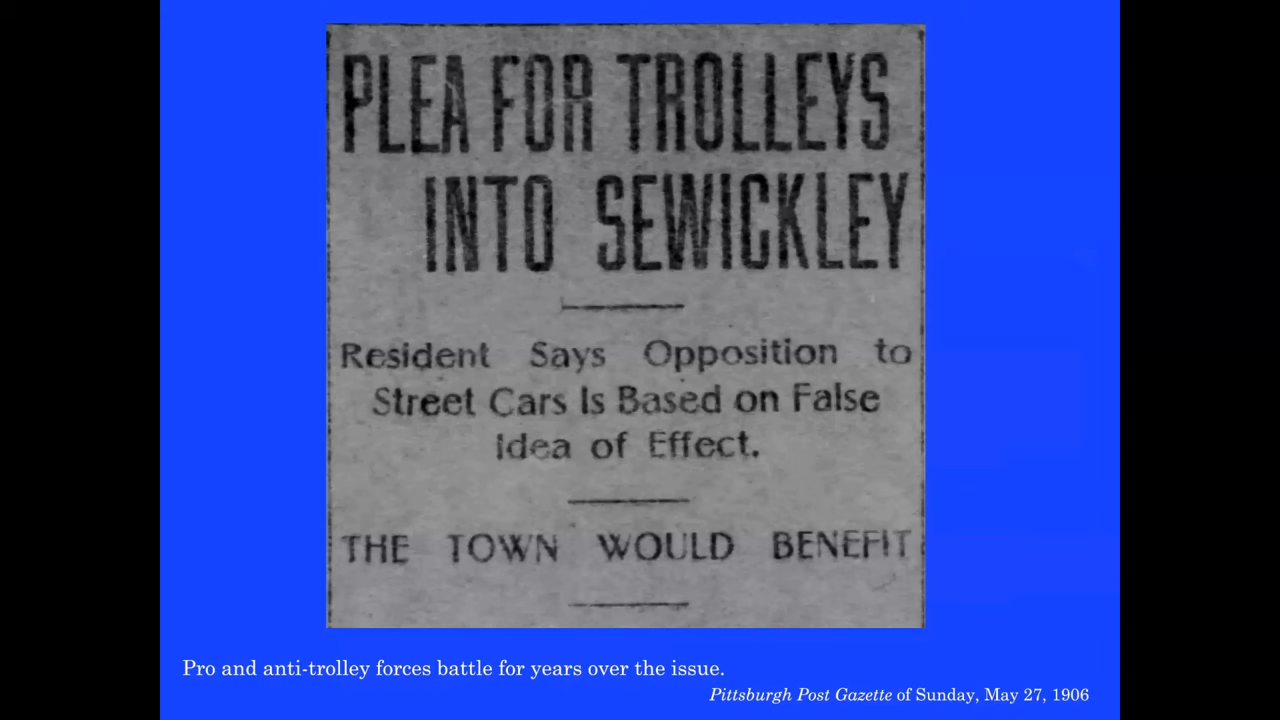 PLEA FOR TROLLEYS
INTO SEWICKLEY
Resident Says Opposition to
Street Cars Is Based on False
Idea of Effect.
THE TOWN WOULD BENEFIT
Pro and anti-trolley forces battle for years over the issue.
Pittsburgh Post Gazette of Sunday, May 27, 1906